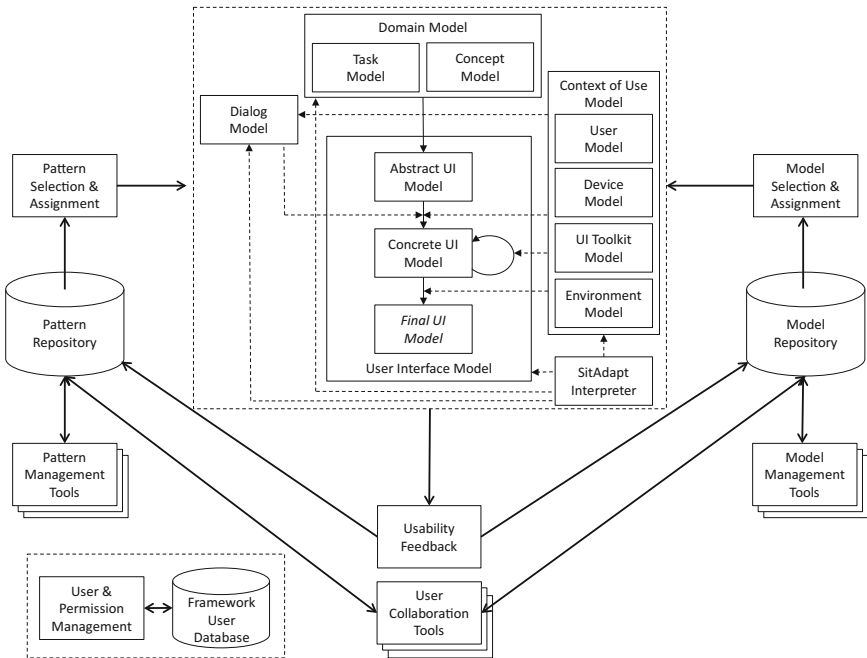 Domain Model
Task
Model
Concept
Model
Context of Use
Model
Dialog
Model
User
Model
Pattern
Selection &
Assignment
Abstract UI
Model
Device
Model
Model
Selection &
Assignment
Concrete UI
Model
UI Toolkit
Model
Pattern
Repository
Final UI
Model
Environment
Model
Model
Repository
User Interface Model
SitAdapt
Interpreter
Pattern
Management
Tools
Model
Management
Tools
Usability
Feedback
User &
Permission
Management
Framework
User
Database
User
Collaboration
Tools